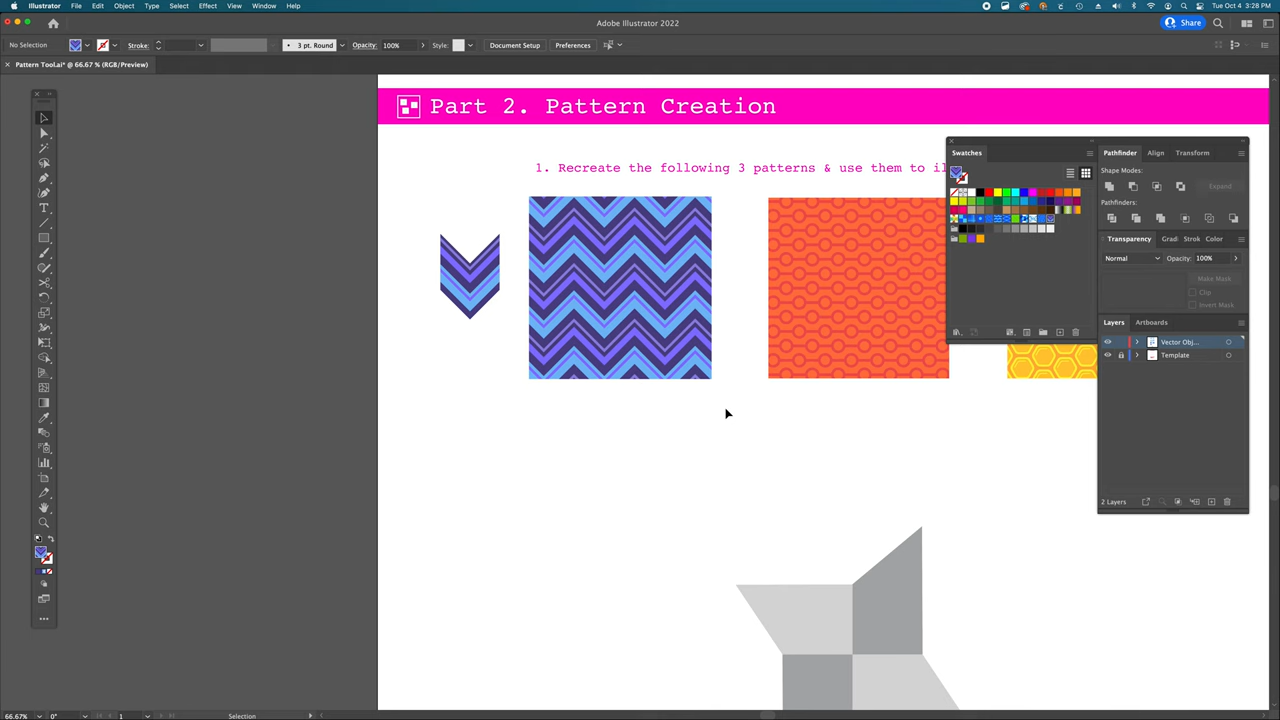 Illustrator File Edit Object Type Select Effect View Window Help Tue Oct 4 3:28 PM
Adobe Illustrator 2022
Share
No Selection Stroke: 3 pt. Round Opacity: 100% Style: Document Setup Preferences
Pattern Tool.ai* @ 66.67 % (RGB/Preview)
Part 2. Pattern Creation
1. Recreate the following 3 patterns & use them to il
Swatches
Pathfinder Align Transform
Shape Modes:
Expand
Pathfinders:
Transparency Gradi Strok Color
Normal Opacity: 100%
Make Mask
Clip
Invert Mask
Layers Artboards
Vector Obj...
Template
2 Layers
66.67% 0° 1 Selection